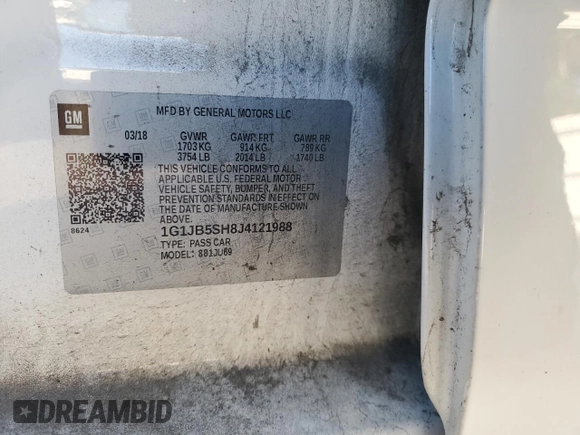 GM
MFD BY GENERAL MOTORS LLC
03/18 GVWR GAWR FRT GAWR RR
1703 KG 914 KG 789 KG
3754 LB 2014 LB 1740 LB
THIS VEHICLE CONFORMS TO ALL
APPLICABLE U.S. FEDERAL MOTOR
VEHICLE SAFETY, BUMPER, AND THEFT
PREVENTION STANDARDS IN EFFECT ON
THE DATE OF MANUFACTURE SHOWN
ABOVE.
8624
1G1JB5SH8J4121988
TYPE: PASS CAR
MODEL: 881JU69
DREAMBID